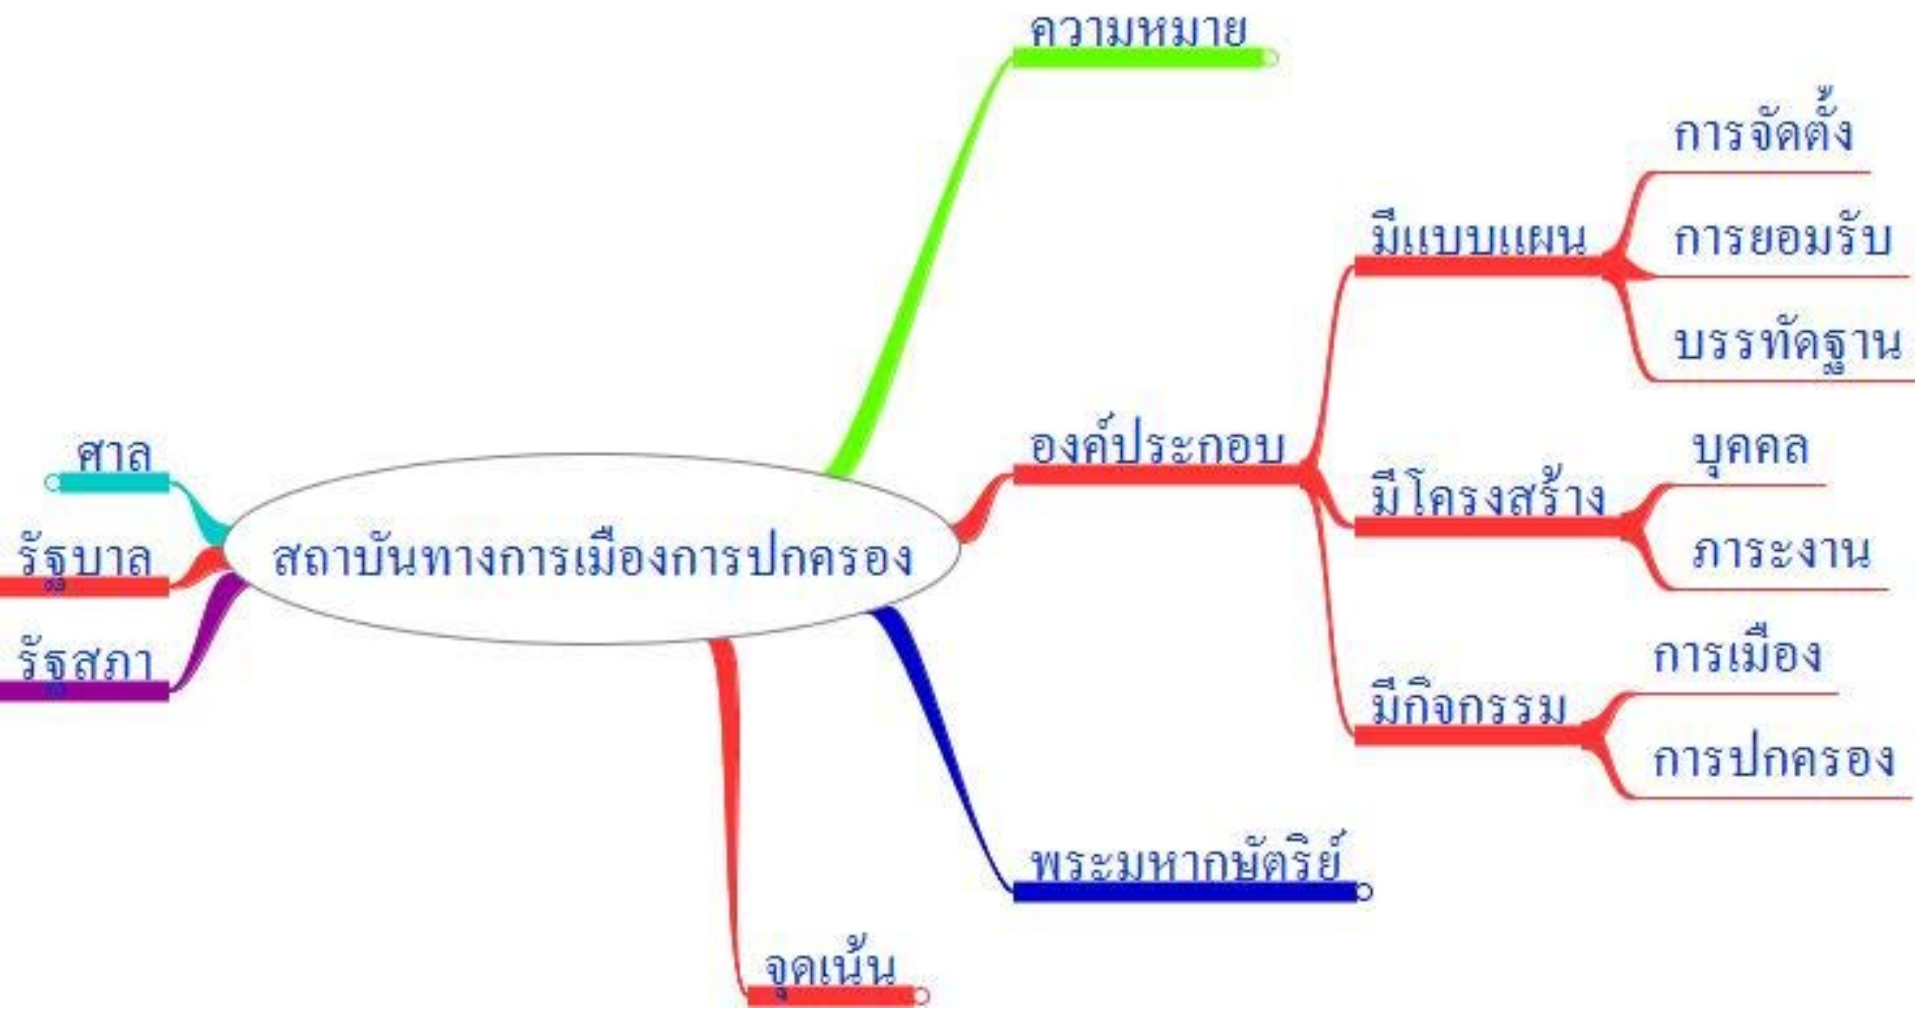 ความหมาย
การจัดตั้ง
มีแบบแผน
การยอมรับ
บรรทัดฐาน
องค์ประกอบ
บุคคล
มีโครงสร้าง
ภาระงาน
การเมือง
มีกิจกรรม
การปกครอง
ศาล
รัฐบาล
รัฐสภา
สถาบันทางการเมืองการปกครอง
พระมหากษัตริย์
จุดเน้น